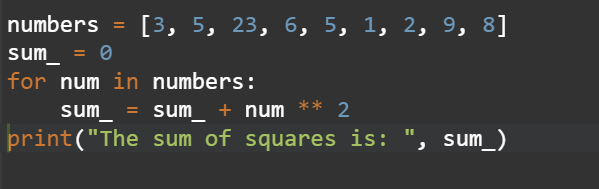 numbers = [3, 5, 23, 6, 5, 1, 2, 9, 8]
sum_ = 0
for num in numbers:
    sum_ = sum_ + num ** 2
print("The sum of squares is: ", sum_)